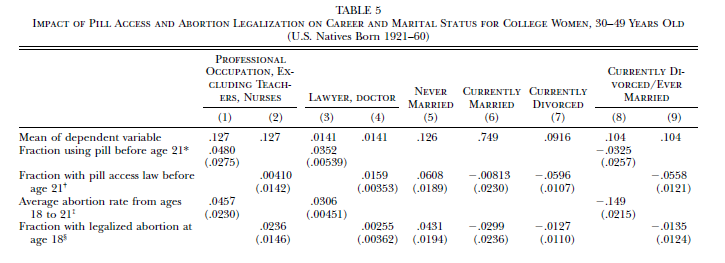 TABLE 5
IMPACT OF PILL ACCESS AND ABORTION LEGALIZATION ON CAREER AND MARITAL STATUS FOR COLLEGE WOMEN, 30–49 YEARS OLD
(U.S. Natives Born 1921–60)
PROFESSIONAL
OCCUPATION, EX-
CLUDING TEACH-
ERS, NURSES
LAWYER, DOCTOR
NEVER
MARRIED
CURRENTLY
MARRIED
CURRENTLY
DIVORCED
CURRENTLY DI-
VORCED/EVER
MARRIED
(1) (2) (3) (4) (5) (6) (7) (8) (9)
Mean of dependent variable .127 .127 .0141 .0141 .126 .749 .0916 .104 .104
Fraction using pill before age 21* .0480 .0352 −.0325
(.0275) (.00539) (.0257)
Fraction with pill access law before .00410 .0159 .0608 −.00813 −.0596 −.0558
age 21† (.0142) (.00353) (.0189) (.0230) (.0107) (.0121)
Average abortion rate from ages .0457 .0306 −.149
18 to 21‡ (.0230) (.00451) (.0215)
Fraction with legalized abortion at .0236 .00255 .0431 −.0299 −.0127 −.0135
age 18§ (.0146) (.00362) (.0194) (.0236) (.0110) (.0124)